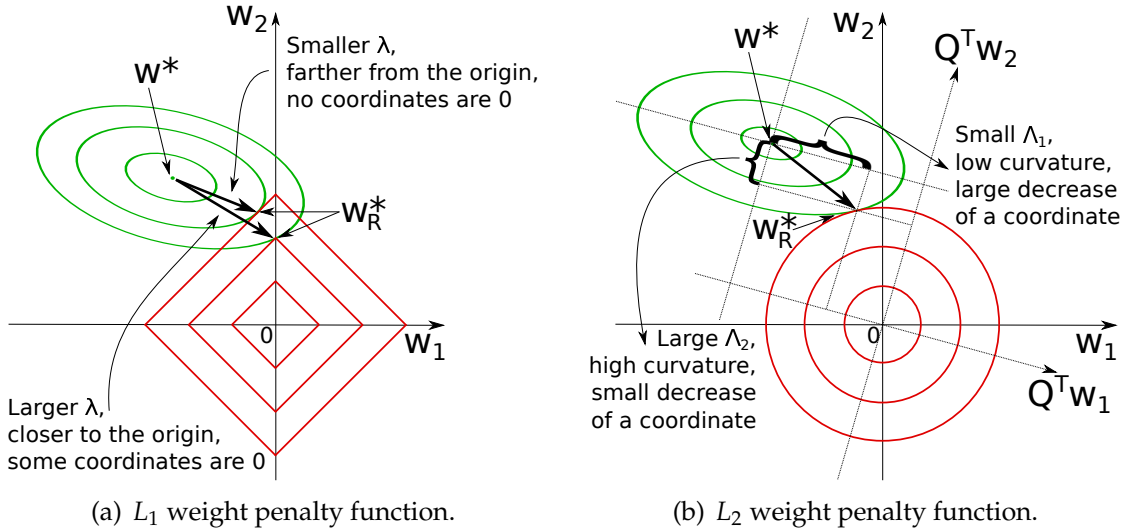 w₂
w*
Smaller λ,
farther from the origin,
no coordinates are 0
w*R
0
w₁
Larger λ,
closer to the origin,
some coordinates are 0
(a) L₁ weight penalty function.
w₂
w*
QᵀW₂
Small Λ₁,
low curvature,
large decrease
of a coordinate
w*R
0
w₁
Large Λ₂,
high curvature,
small decrease
of a coordinate
Qᵀw₁
(b) L₂ weight penalty function.